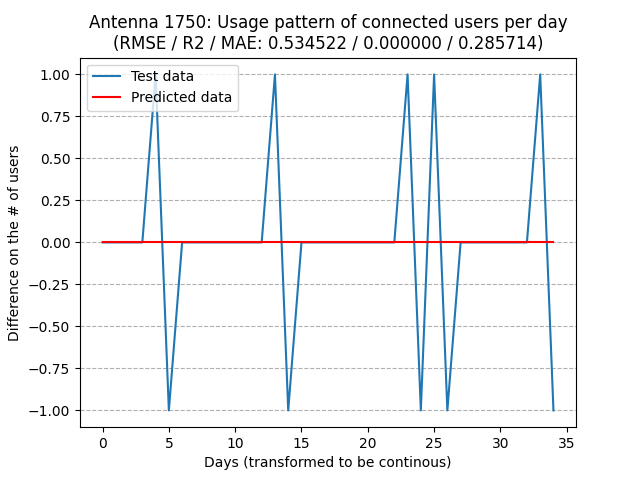 Antenna 1750: Usage pattern of connected users per day
(RMSE / R2 / MAE: 0.534522 / 0.000000 / 0.285714)
Test data
Predicted data
1.00
0.75
0.50
0.25
0.00
−0.25
−0.50
−0.75
−1.00
Difference on the # of users
0 5 10 15 20 25 30 35
Days (transformed to be continous)